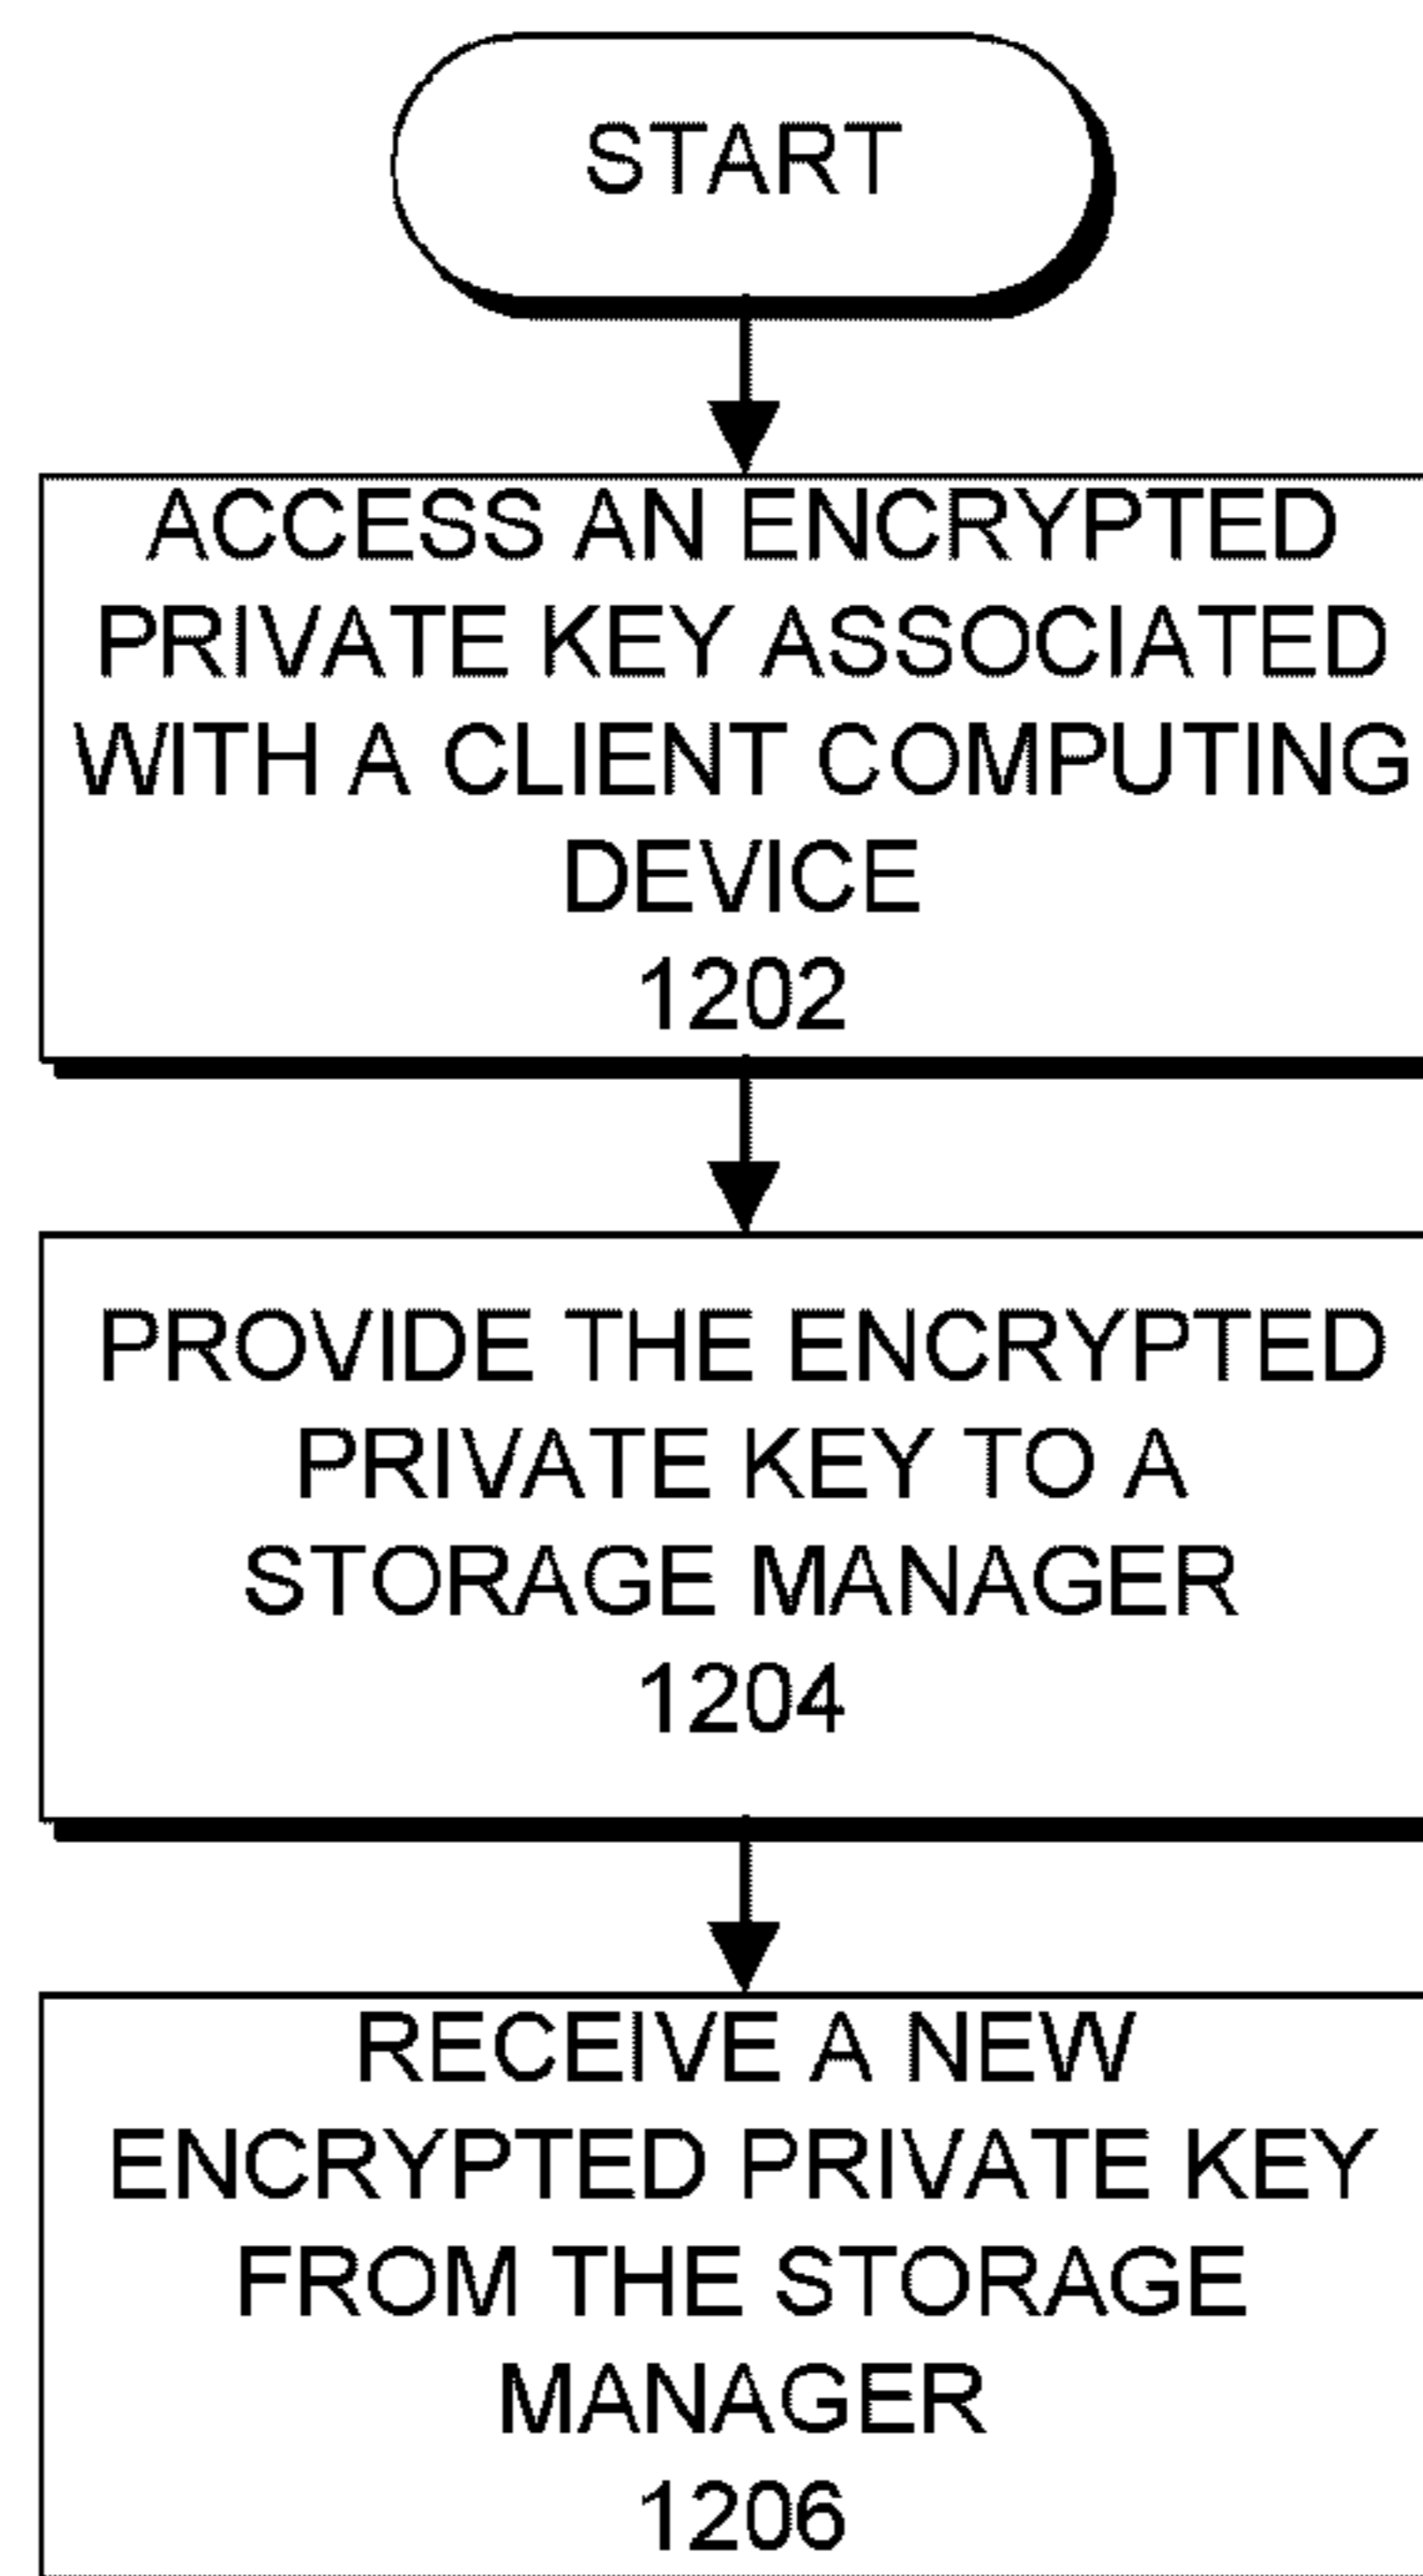 START
ACCESS AN ENCRYPTED
PRIVATE KEY ASSOCIATED
WITH A CLIENT COMPUTING
DEVICE
1202
PROVIDE THE ENCRYPTED
PRIVATE KEY TO A
STORAGE MANAGER
1204
RECEIVE A NEW
ENCRYPTED PRIVATE KEY
FROM THE STORAGE
MANAGER
1206